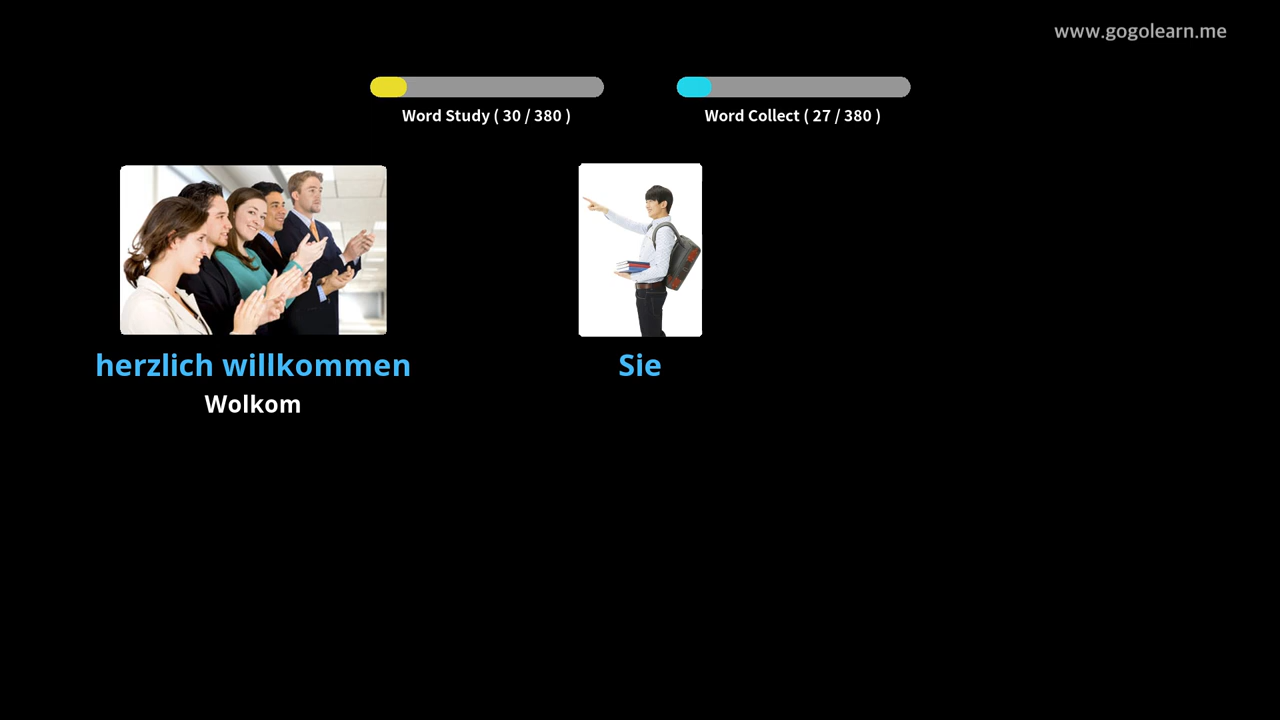 www.gogolearn.me
Word Study ( 30 / 380 )
Word Collect ( 27 / 380 )
herzlich willkommen
Wolkom
Sie